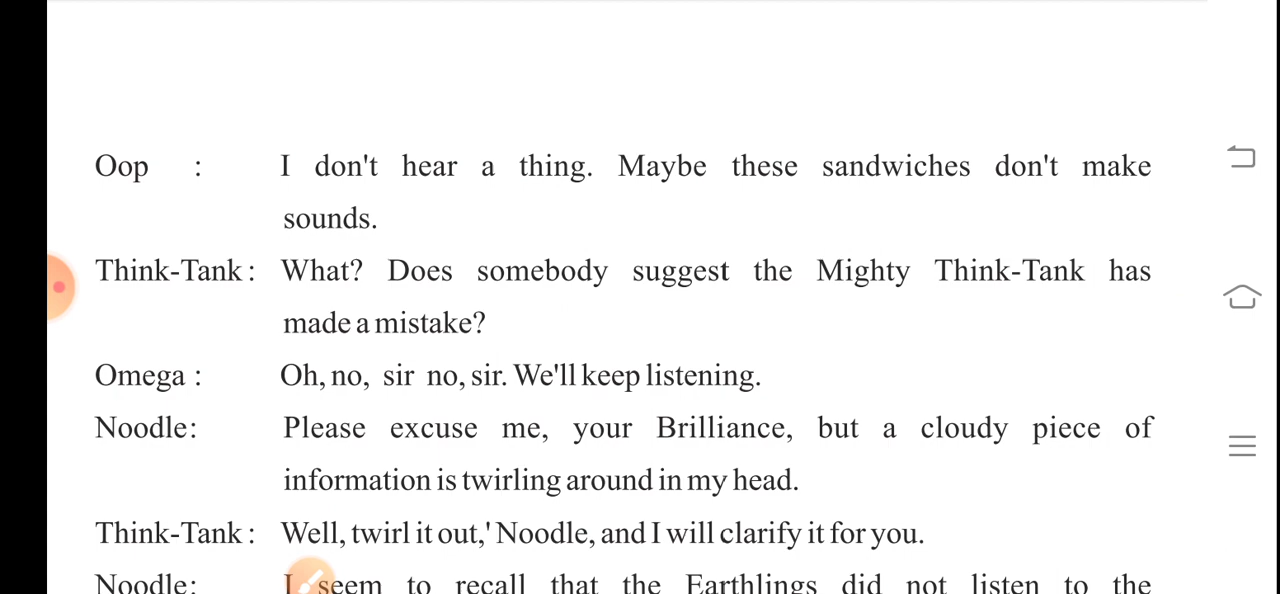 Oop : I don't hear a thing. Maybe these sandwiches don't make
sounds.
Think-Tank : What? Does somebody suggest the Mighty Think-Tank has
made a mistake?
Omega : Oh, no, sir no, sir. We'll keep listening.
Noodle: Please excuse me, your Brilliance, but a cloudy piece of
information is twirling around in my head.
Think-Tank : Well, twirl it out,' Noodle, and I will clarify it for you.
Noodle: I seem to recall that the Earthlings did not listen to the